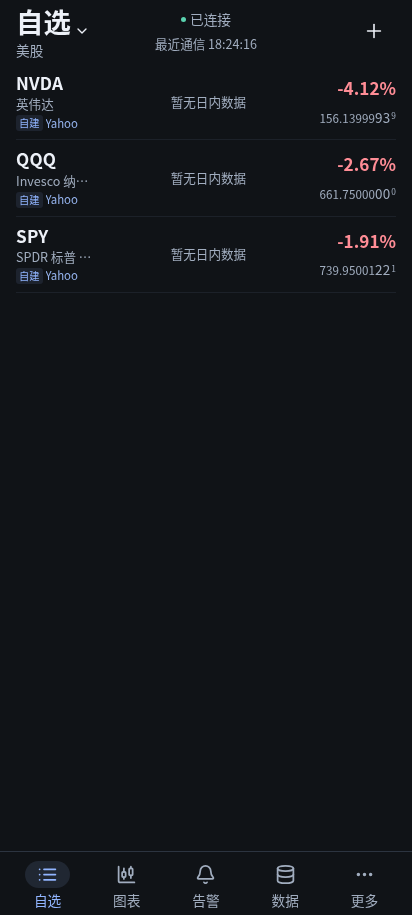 自选
美股
已连接
最近通信 18:24:16
NVDA
英伟达
自建 Yahoo
暂无日内数据
-4.12%
156.1399993⁹
QQQ
Invesco 纳…
自建 Yahoo
暂无日内数据
-2.67%
661.7500000⁰
SPY
SPDR 标普 …
自建 Yahoo
暂无日内数据
-1.91%
739.9500122¹
自选
图表
告警
数据
更多